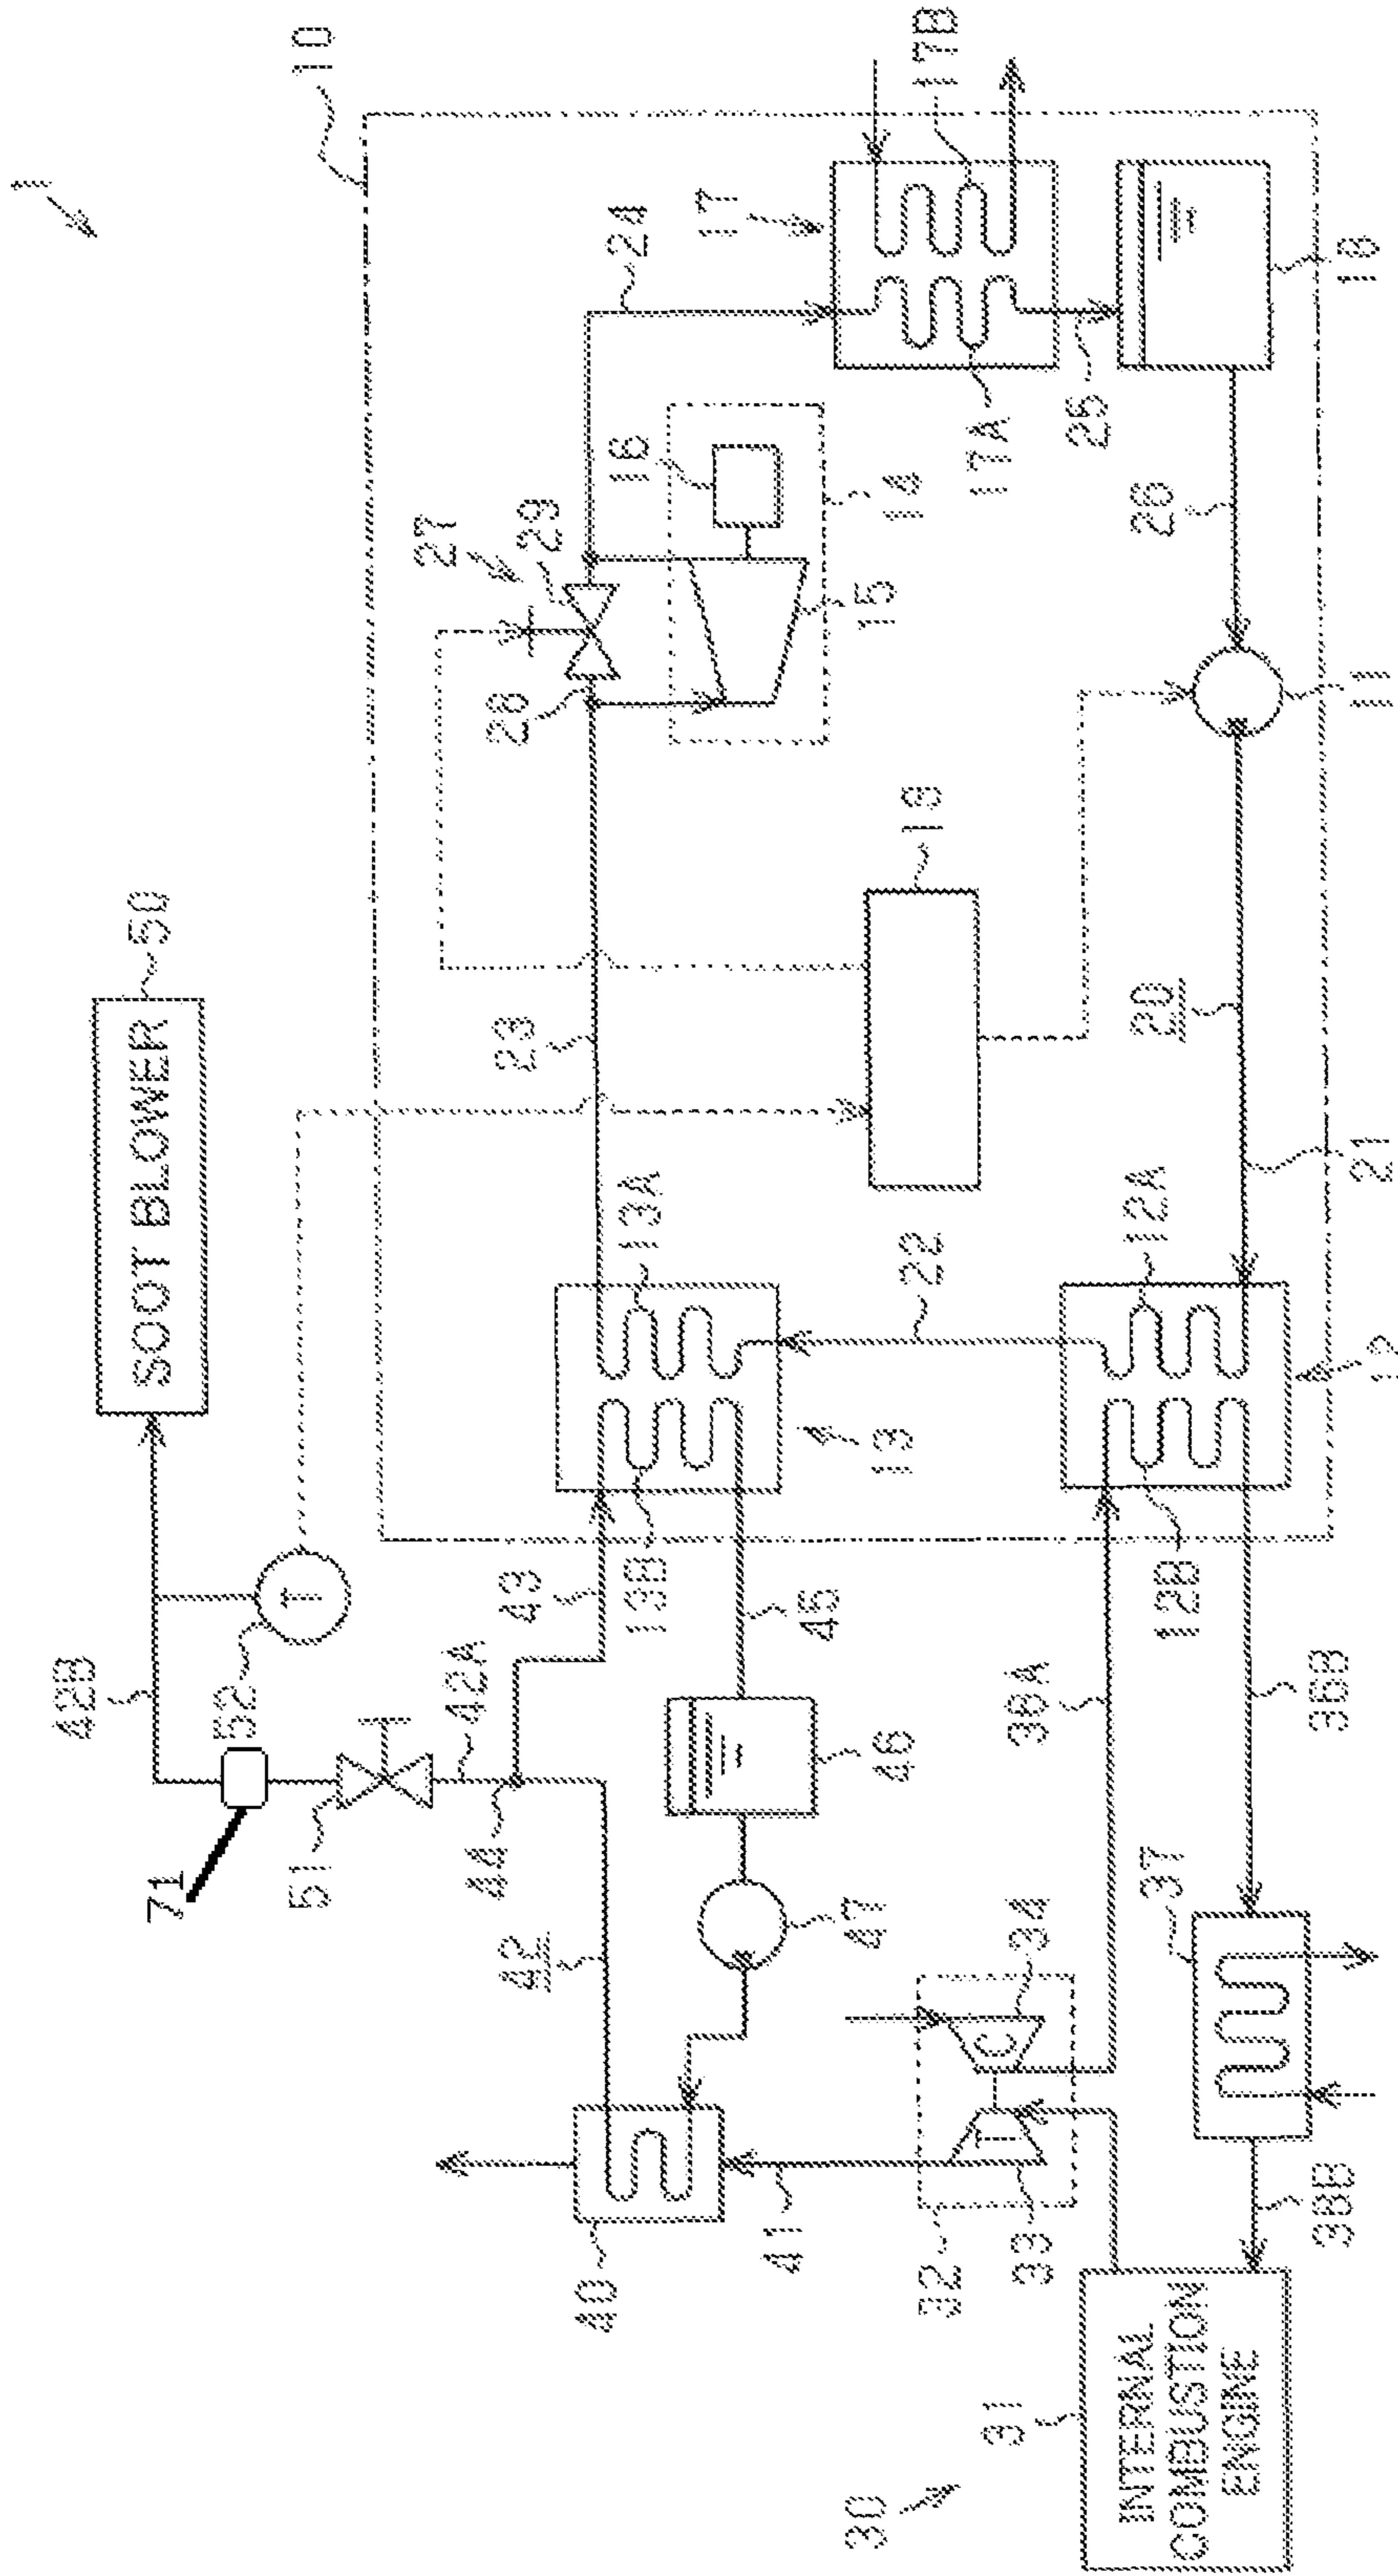 1
10
SOOT BLOWER 50
42B
71
52
T
51
27
42A
44
43
23
28
42
29
40
13B
13A
16
24
17
41
45
47
46
13
15
14
30
32
22
19
17B
T
C
31
33
34
36A
17A
25
INTERNAL
COMBUSTION
ENGINE
37
12B
12A
20
26
38B
36B
12
21
11
18